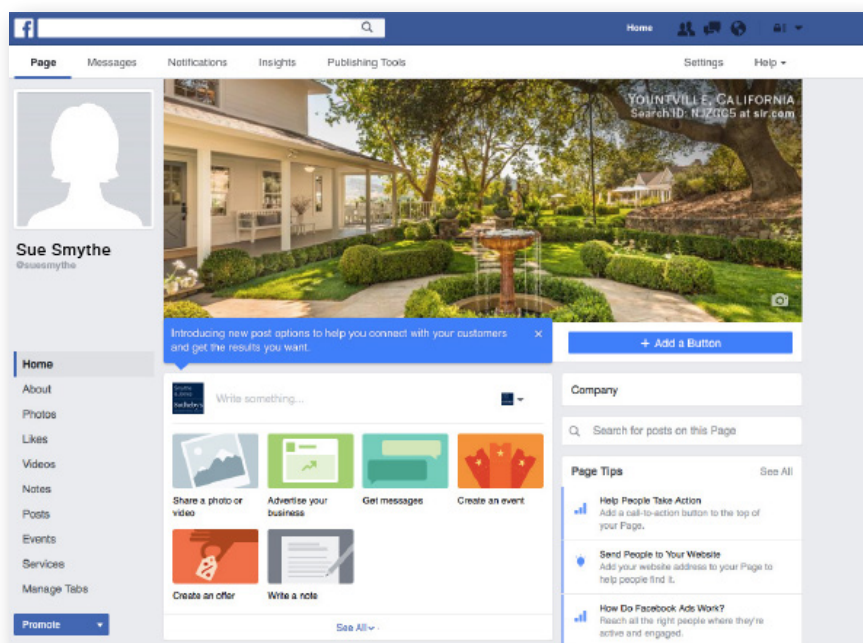 f
Home
Page Messages Notifications Insights Publishing Tools Settings Help
YOUNTVILLE, CALIFORNIA
Search ID: at sir.com
Sue Smythe
@suesmythe
Introducing new post options to help you connect with your customers
and get the results you want.
+ Add a Button
Home
About
Photos
Likes
Videos
Notes
Posts
Events
Services
Manage Tabs
Promote
Write something...
Share a photo or
video
Advertise your
business
Get messages
Create an event
Create an offer
Write a note
See All
Company
Search for posts on this Page
Page Tips See All
Help People Take Action
Add a call-to-action button to the top of
your Page.
Send People to Your Website
Add your website address to your Page to
help people find it.
How Do Facebook Ads Work?
Reach all the right people where they're
active and engaged.